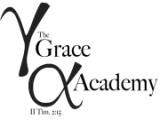 The
Grace
Academy
II Tim. 2:15